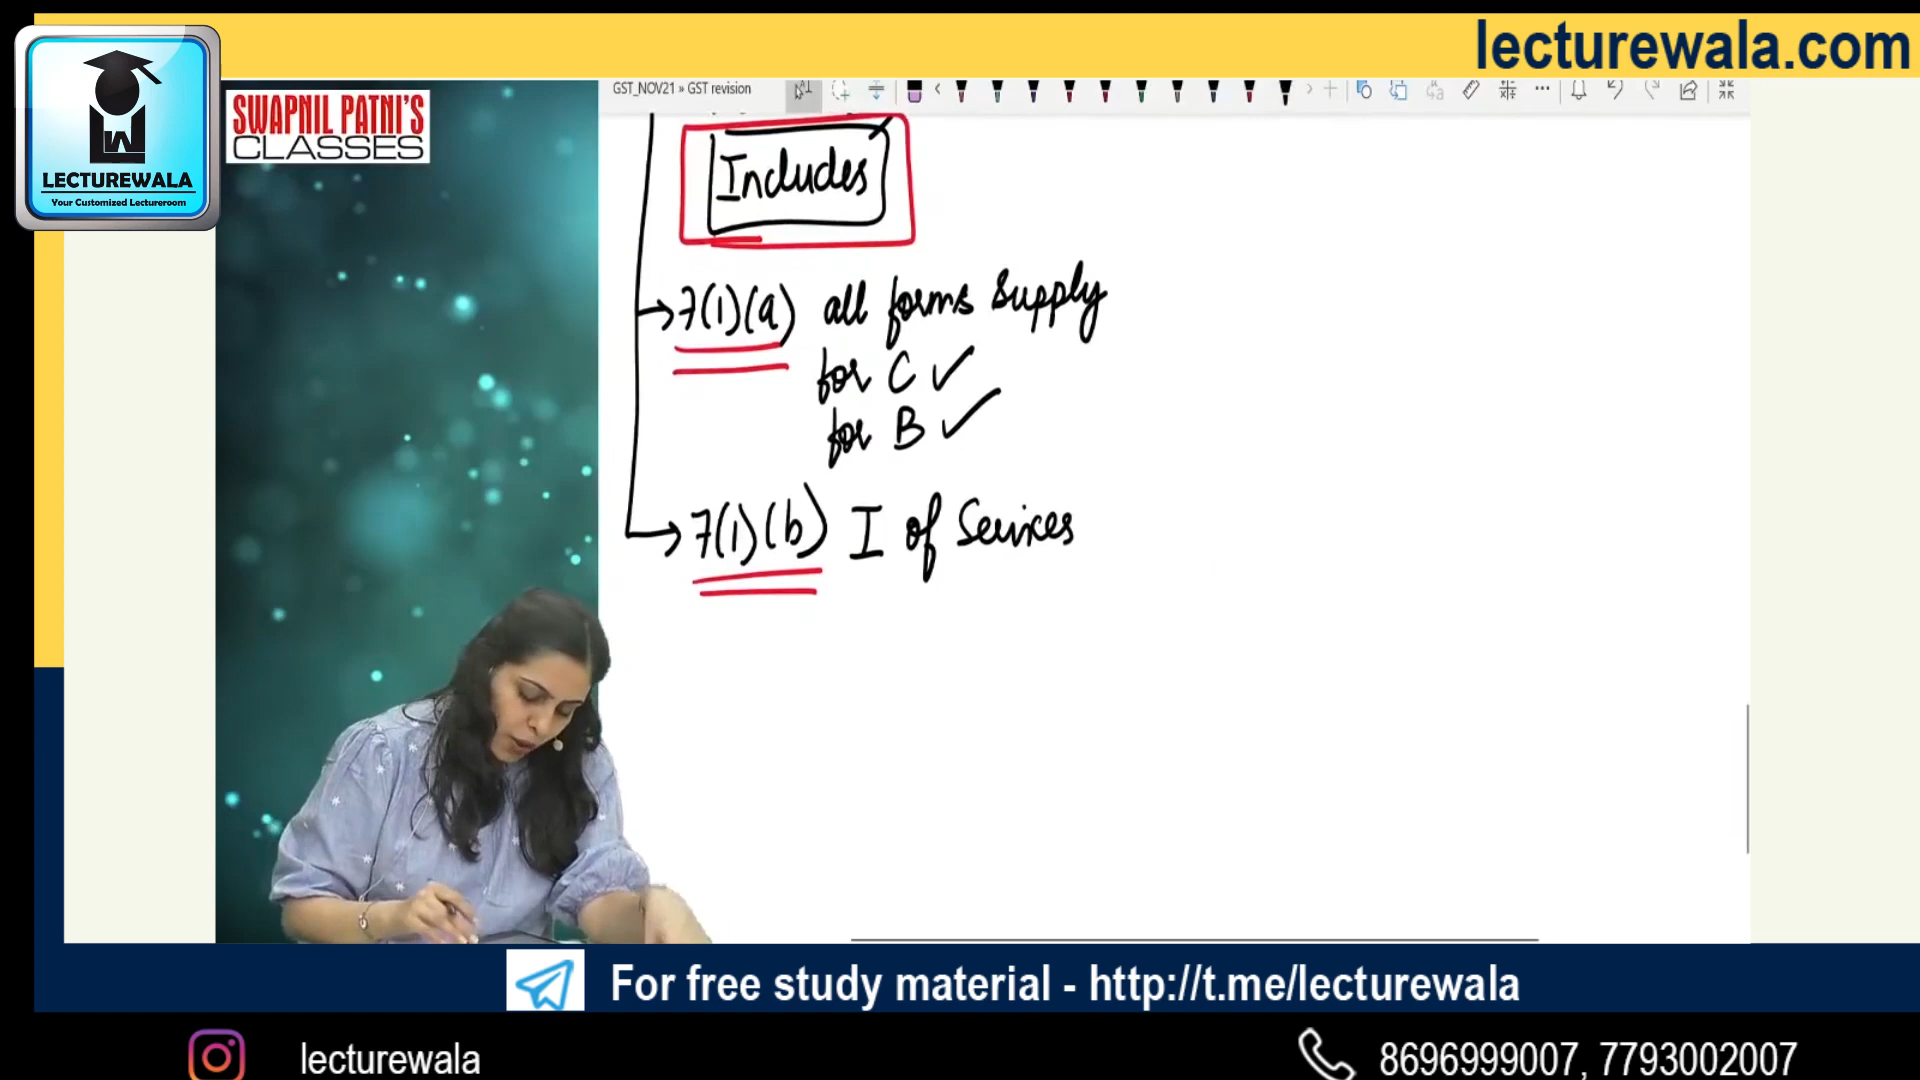 lecturewala.com
LW
LECTUREWALA
Your Customized Lectureroom
SWAPNIL PATNI'S
CLASSES
GST_NOV21 » GST revision
Includes
7(1)(a) all forms Supply
for C ✓
for B ✓
7(1)(b) I of Services
For free study material - http://t.me/lecturewala
lecturewala
8696999007, 7793002007